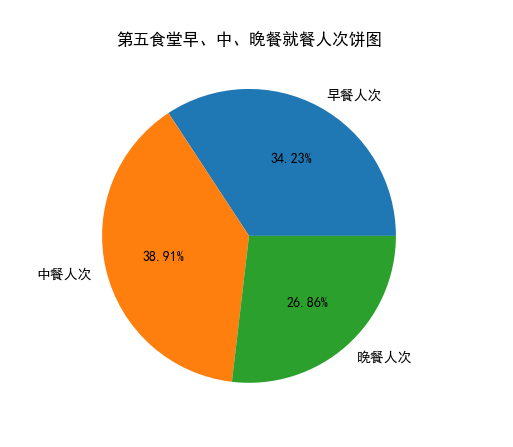 第五食堂早、中、晚餐就餐人次饼图
早餐人次
34.23%
38.91%
中餐人次
26.86%
晚餐人次